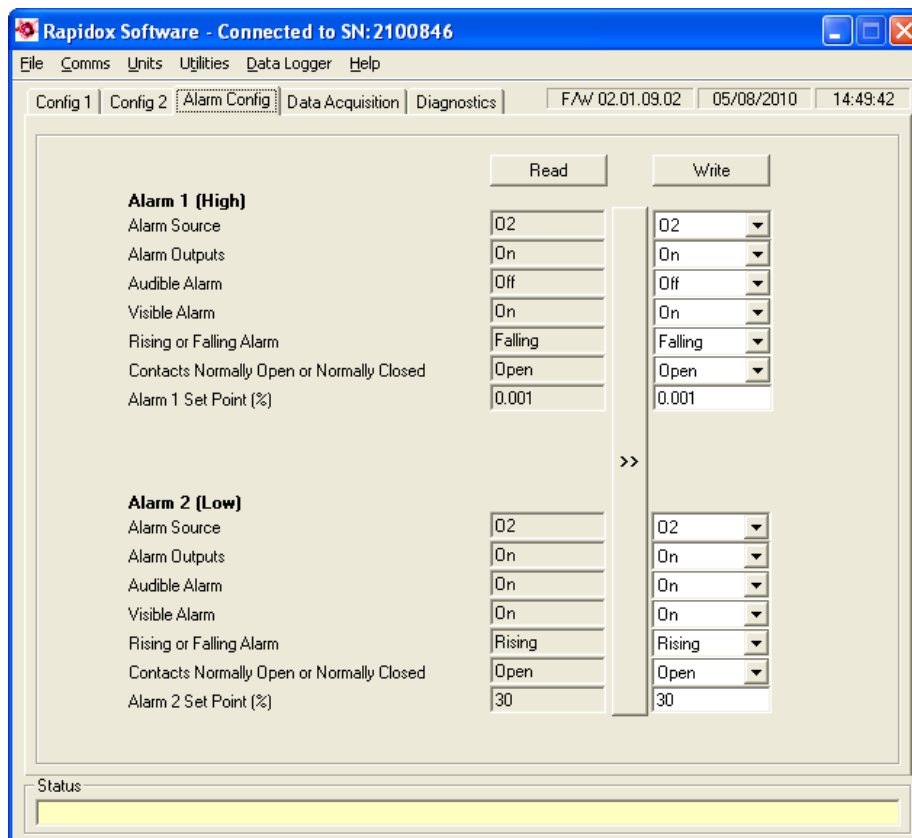 Rapidox Software - Connected to SN:2100846
File Comms Units Utilities Data Logger Help
Config 1 Config 2 Alarm Config Data Acquisition Diagnostics F/W 02.01.09.02 05/08/2010 14:49:42
Read Write
Alarm 1 (High)
Alarm Source O2 O2
Alarm Outputs On On
Audible Alarm Off Off
Visible Alarm On On
Rising or Falling Alarm Falling Falling
Contacts Normally Open or Normally Closed Open Open
Alarm 1 Set Point (%) 0.001 0.001
>>
Alarm 2 (Low)
Alarm Source O2 O2
Alarm Outputs On On
Audible Alarm On On
Visible Alarm On On
Rising or Falling Alarm Rising Rising
Contacts Normally Open or Normally Closed Open Open
Alarm 2 Set Point (%) 30 30
Status